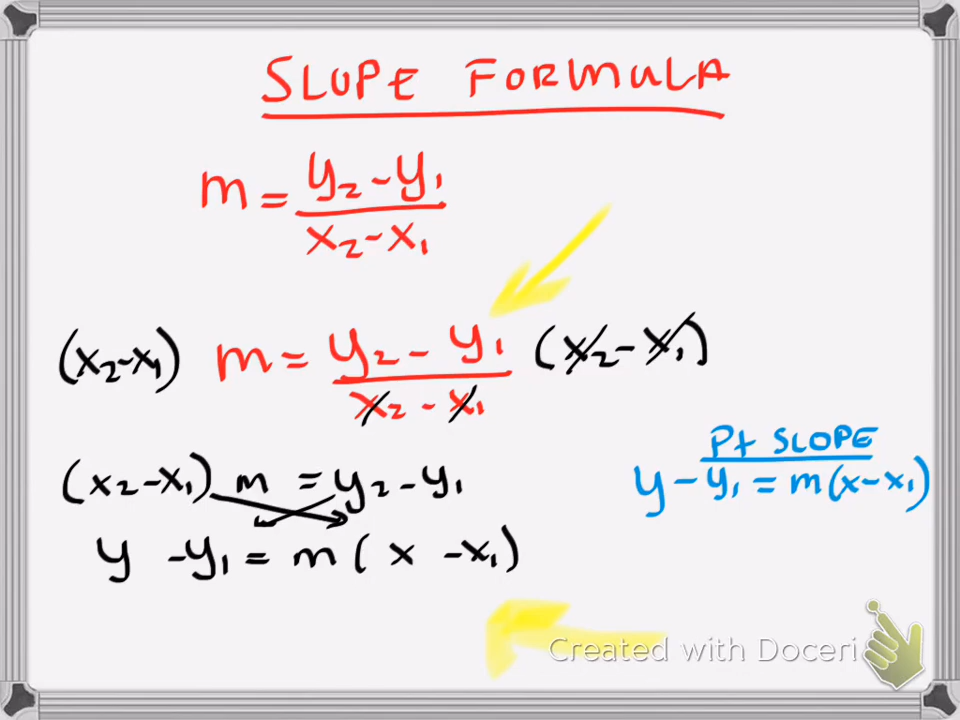 SLOPE FORMULA
m = y₂ - y₁ / x₂ - x₁
(x₂ - x₁) m = y₂ - y₁ / x₂ - x₁ (x₂ - x₁)
(x₂ - x₁) m = y₂ - y₁
y - y₁ = m ( x - x₁)
Pt SLOPE
y - y₁ = m(x - x₁)
Created with Doceri